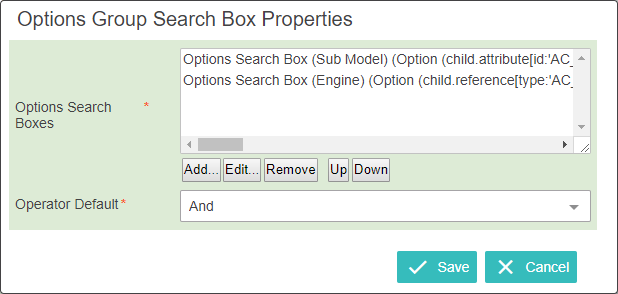 Options Group Search Box Properties
Options Search Box (Sub Model) (Option (child.attribute[id:'AC_
Options Search Box (Engine) (Option (child.reference[type:'AC_
Options Search Boxes *
Add... Edit... Remove Up Down
Operator Default * And
Save Cancel